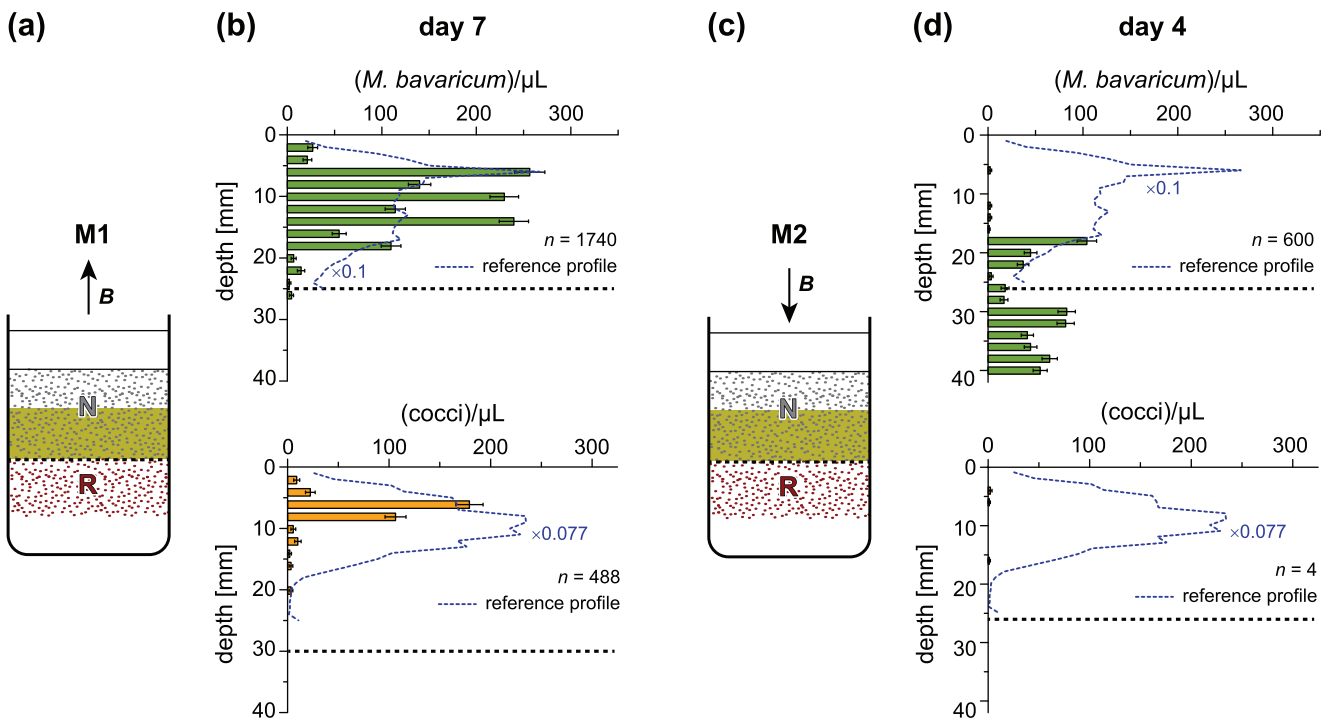 (a)
M1
B
N
R
(b)
day 7
(M. bavaricum)/µL
0
100
200
300
0
10
20
30
40
depth [mm]
n = 1740
reference profile
×0.1
(cocci)/µL
0
100
200
300
0
10
20
30
40
depth [mm]
×0.077
n = 488
reference profile
(c)
M2
B
N
R
(d)
day 4
(M. bavaricum)/µL
0
100
200
300
0
10
20
30
40
depth [mm]
×0.1
n = 600
reference profile
(cocci)/µL
0
100
200
300
0
10
20
30
40
depth [mm]
×0.077
n = 4
reference profile